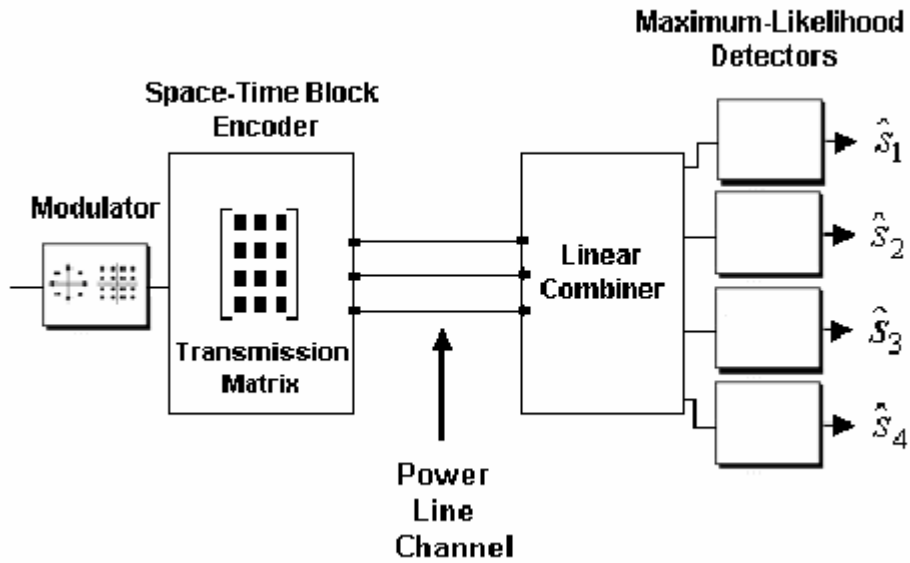 Maximum-Likelihood
Detectors
Space-Time Block
Encoder
Modulator
Transmission
Matrix
Linear
Combiner
ŝ1
ŝ2
ŝ3
ŝ4
Power
Line
Channel